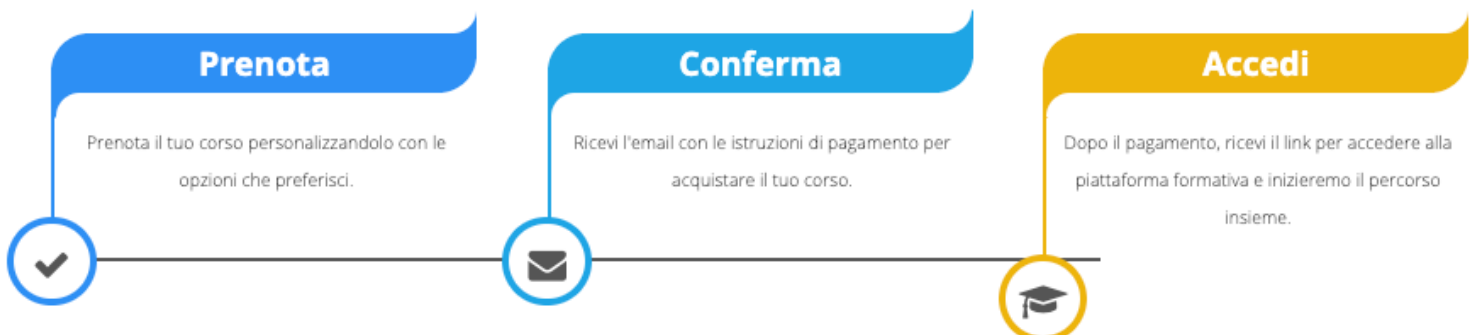 Prenota
Prenota il tuo corso personalizzandolo con le
opzioni che preferisci.
Conferma
Ricevi l'email con le istruzioni di pagamento per
acquistare il tuo corso.
Accedi
Dopo il pagamento, ricevi il link per accedere alla
piattaforma formativa e inizieremo il percorso
insieme.